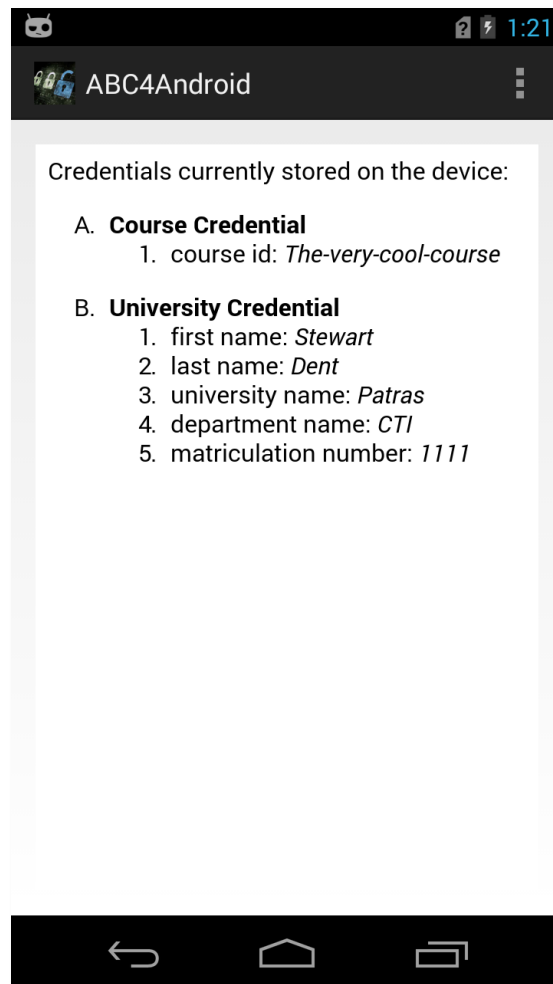 1:21
ABC4Android
Credentials currently stored on the device:
A. Course Credential
1. course id: The-very-cool-course
B. University Credential
1. first name: Stewart
2. last name: Dent
3. university name: Patras
4. department name: CTI
5. matriculation number: 1111